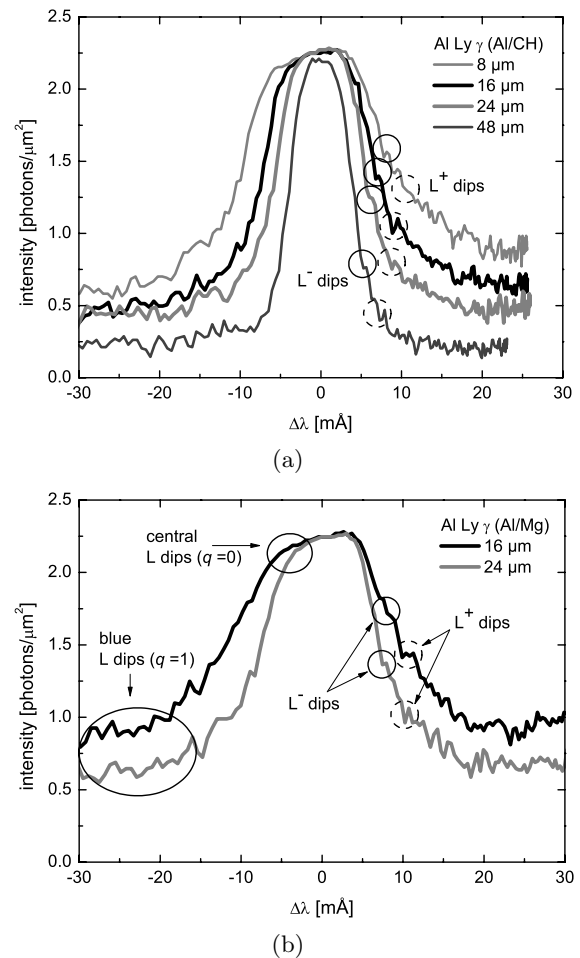 2.5
2.0
1.5
1.0
0.5
0.0
intensity [photons/μm²]
Al Ly γ (Al/CH)
8 μm
16 μm
24 μm
48 μm
L⁺ dips
L⁻ dips
-30 -20 -10 0 10 20 30
Δλ [mÅ]
(a)
2.5
2.0
1.5
1.0
0.5
0.0
intensity [photons/μm²]
central
L dips (q=0)
blue
L dips (q =1)
Al Ly γ (Al/Mg)
16 μm
24 μm
L⁺ dips
L⁻ dips
-30 -20 -10 0 10 20 30
Δλ [mÅ]
(b)